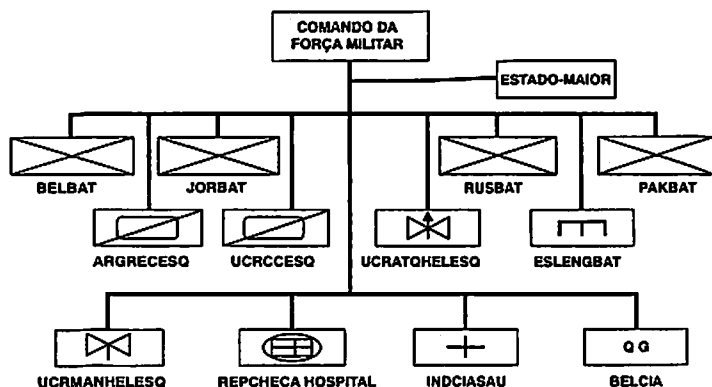 COMANDO DA
FORÇA MILITAR
ESTADO-MAIOR
BELBAT
JORBAT
RUSBAT
PAKBAT
ARGRECESQ
UCRCCESQ
UCRATQHELESQ
ESLENGBAT
UCRMANHELESQ
REPCHECA HOSPITAL
INDCIASAU
Q G
BELCIA